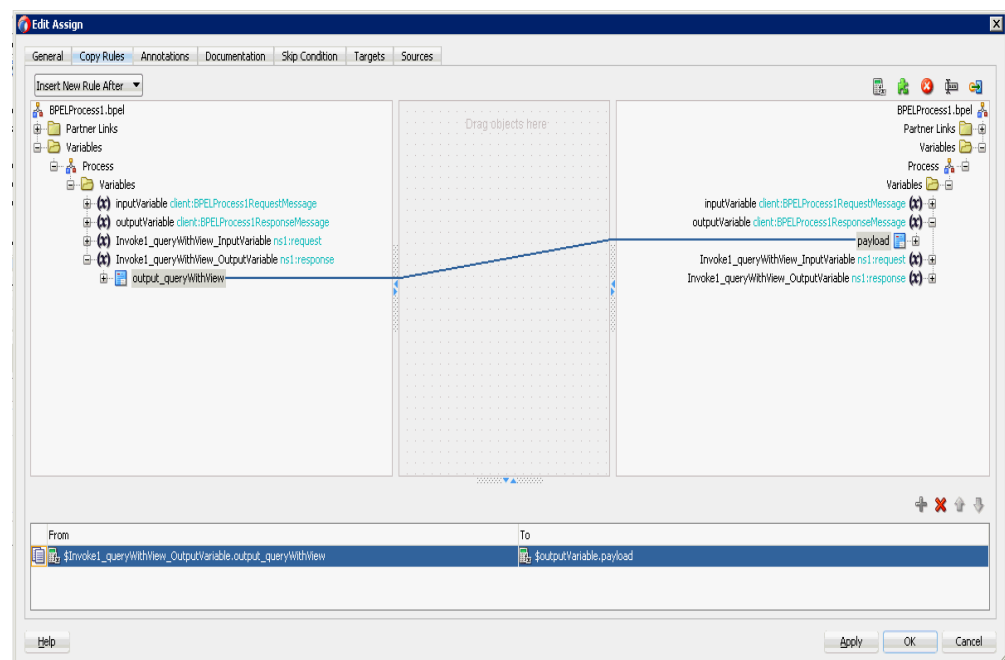 Edit Assign
General Copy Rules Annotations Documentation Skip Condition Targets Sources
Insert New Rule After
BPELProcess1.bpel
Partner Links
Variables
Process
Variables
inputVariable client:BPELProcess1RequestMessage
outputVariable client:BPELProcess1ResponseMessage
Invoke1_queryWithView_InputVariable ns1:request
Invoke1_queryWithView_OutputVariable ns1:response
output_queryWithView
Drag objects here
BPELProcess1.bpel
Partner Links
Variables
Process
Variables
inputVariable client:BPELProcess1RequestMessage
outputVariable client:BPELProcess1ResponseMessage
payload
Invoke1_queryWithView_InputVariable ns1:request
Invoke1_queryWithView_OutputVariable ns1:response
From To
$Invoke1_queryWithView_OutputVariable.output_queryWithView $outputVariable.payload
Help Apply OK Cancel